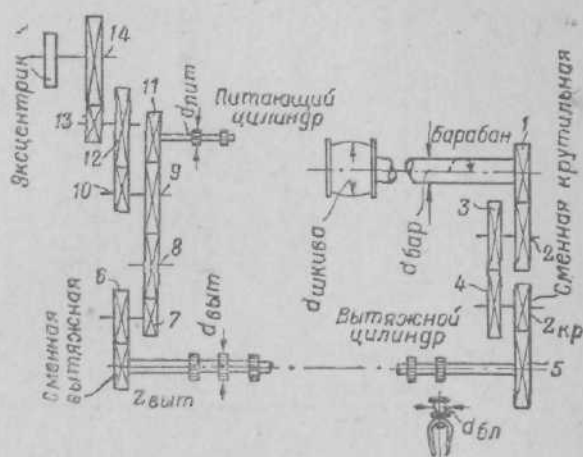 14
Эксцентрик
13
12
11
10
dпит
Питающий
цилиндр
9
8
6
7
dвыт
Сменная
вытяжная
zвыт
барабан
1
Сменная крутильная
3
dшкива
dбар
2
4
Вытяжной
цилиндр
zкр
5
dбл